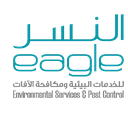 النسر
eagle
للخدمات البيئية ومكافحة الآفات
Environmental Services & Pest Control